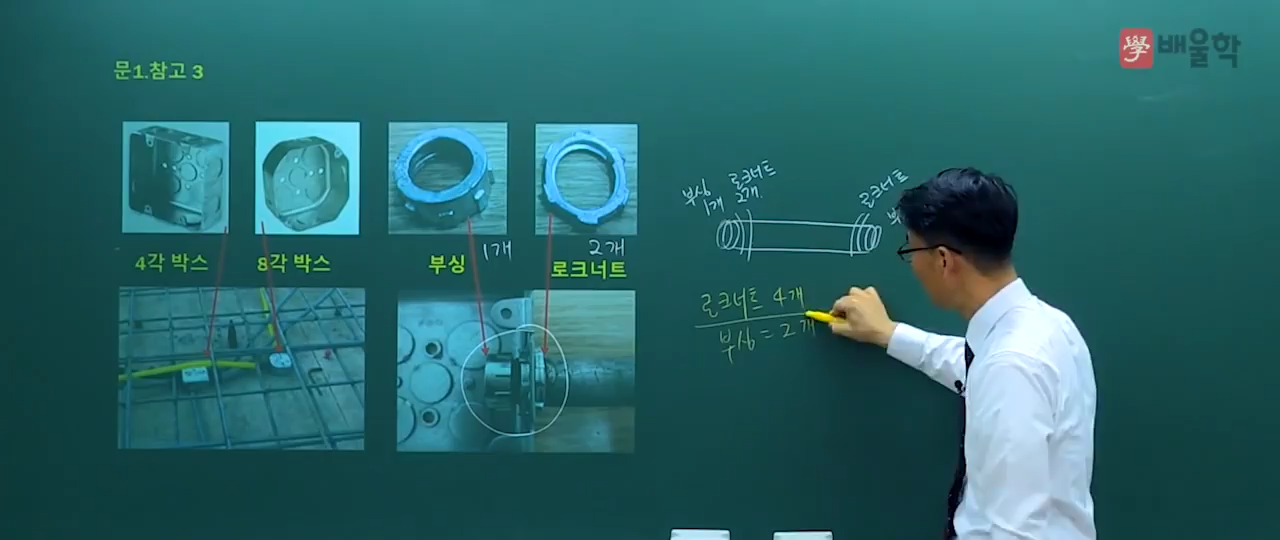 學 배울학
문1.참고 3
4각 박스
8각 박스
부싱
1개
로크너트
2개
부싱
1개
로크너트
2개
로크너트
로크너트 4개
부싱 = 2개